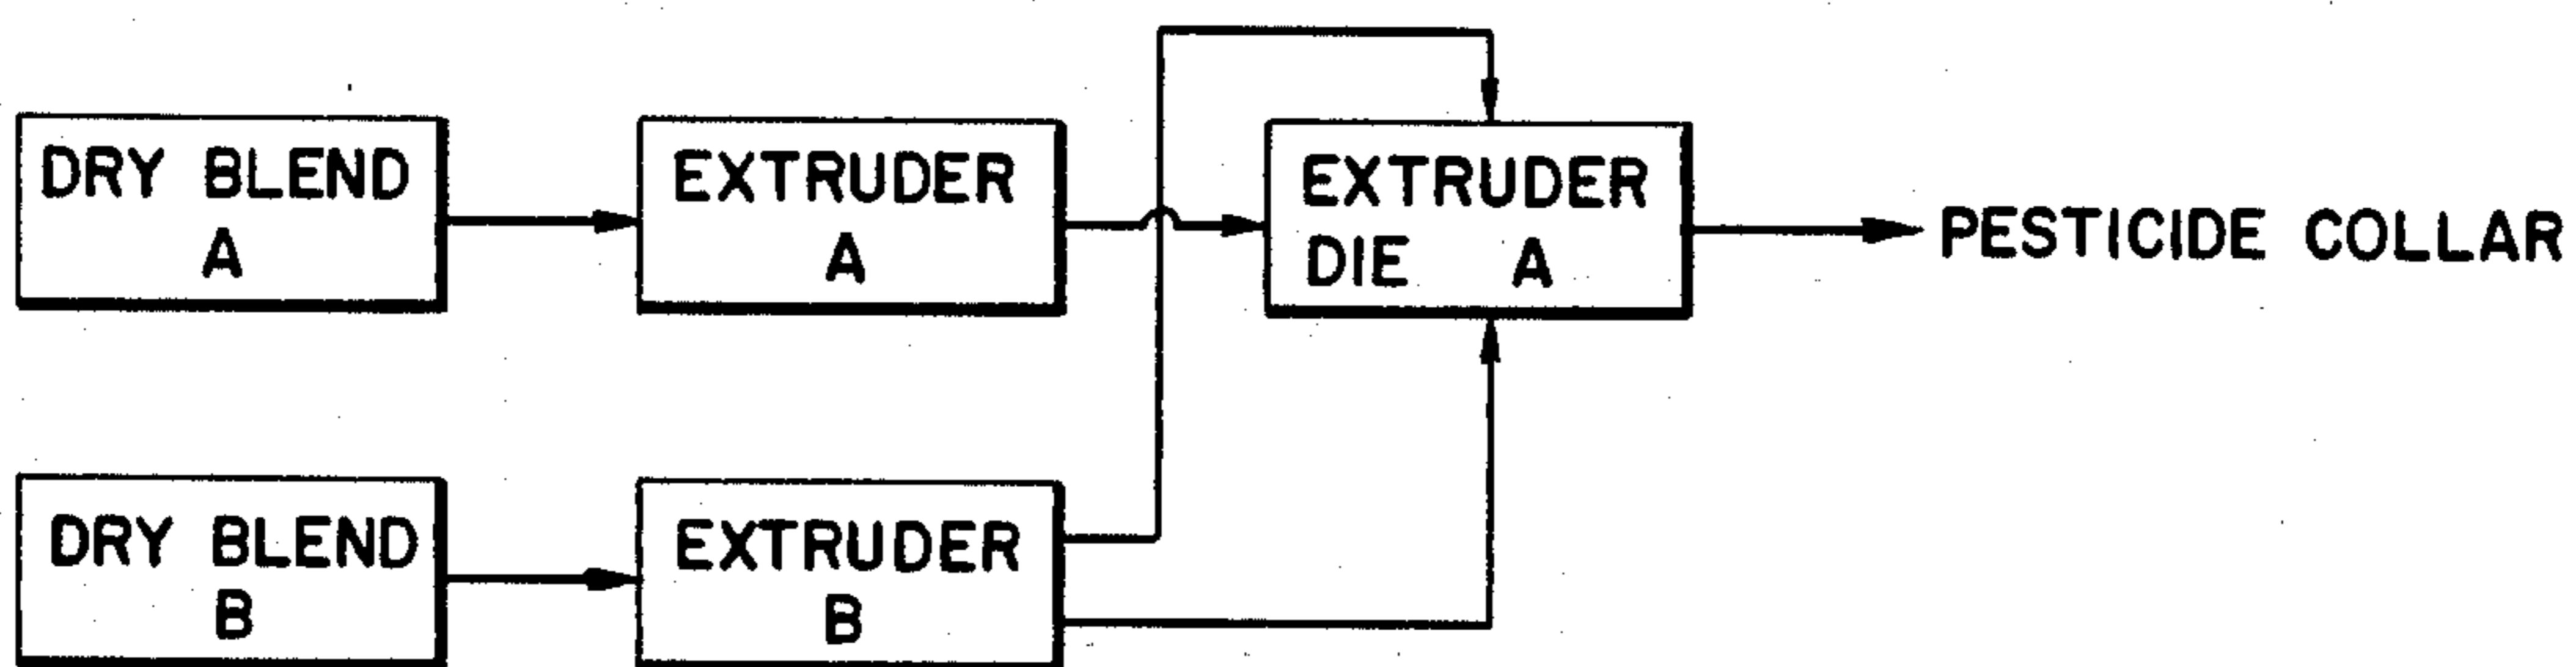 DRY BLEND
A
EXTRUDER
A
EXTRUDER
DIE A
PESTICIDE COLLAR
DRY BLEND
B
EXTRUDER
B